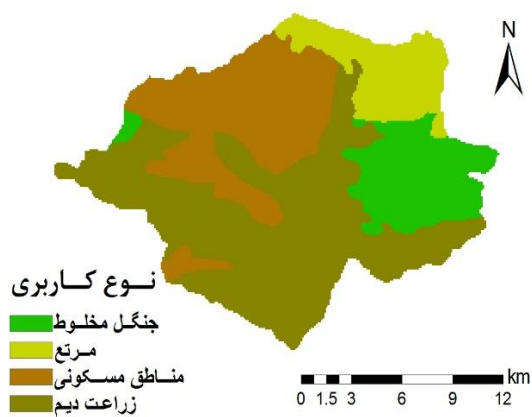 N
نوع کاربری
جنگل مخلوط
مرتع
مناطق مسکونی
زراعت دیم
km
0 1.5 3 6 9 12